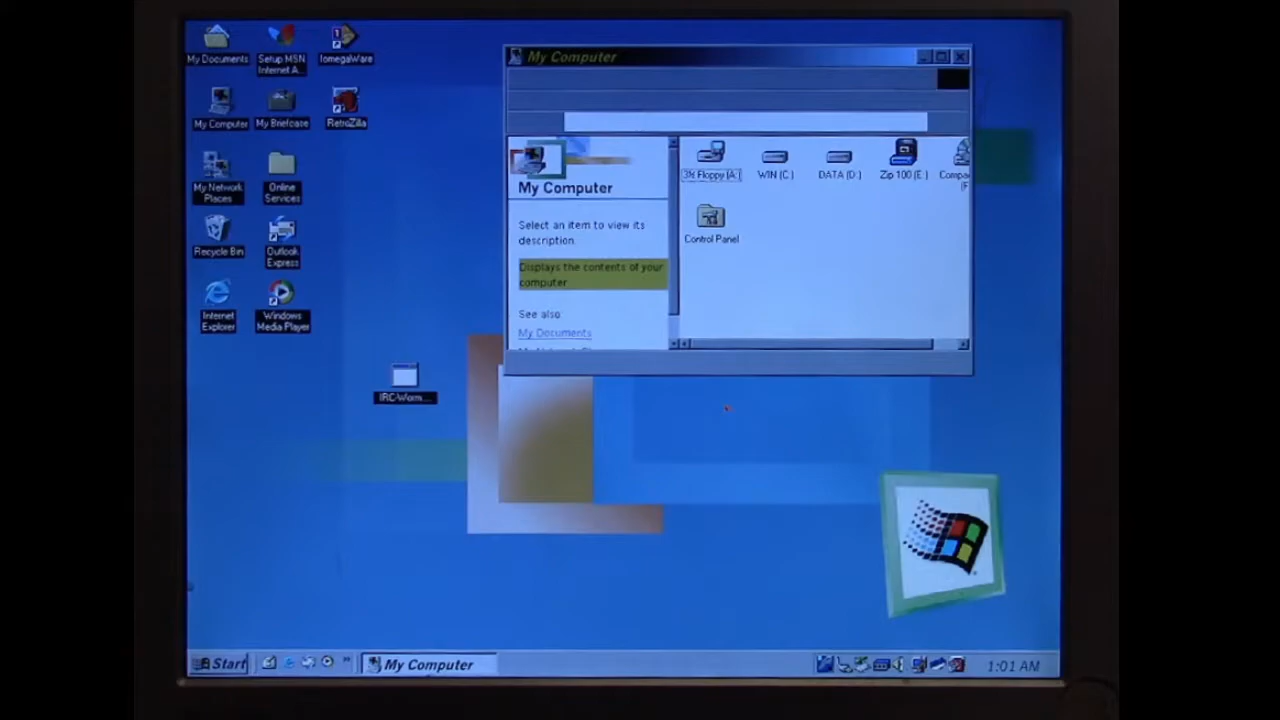 My Documents
Setup MSN
Internet A...
IomegaWare
My Computer
My Briefcase
RetroZilla
My Network
Places
Online
Services
Recycle Bin
Outlook
Express
Internet
Explorer
Windows
Media Player
IRC-Worm...
My Computer
My Computer
Select an item to view its
description.
Displays the contents of your
computer
See also:
My Documents
3½ Floppy (A:)
WIN (C:)
DATA (D:)
Zip 100 (E:)
Compa
(F
Control Panel
Start
My Computer
1:01 AM